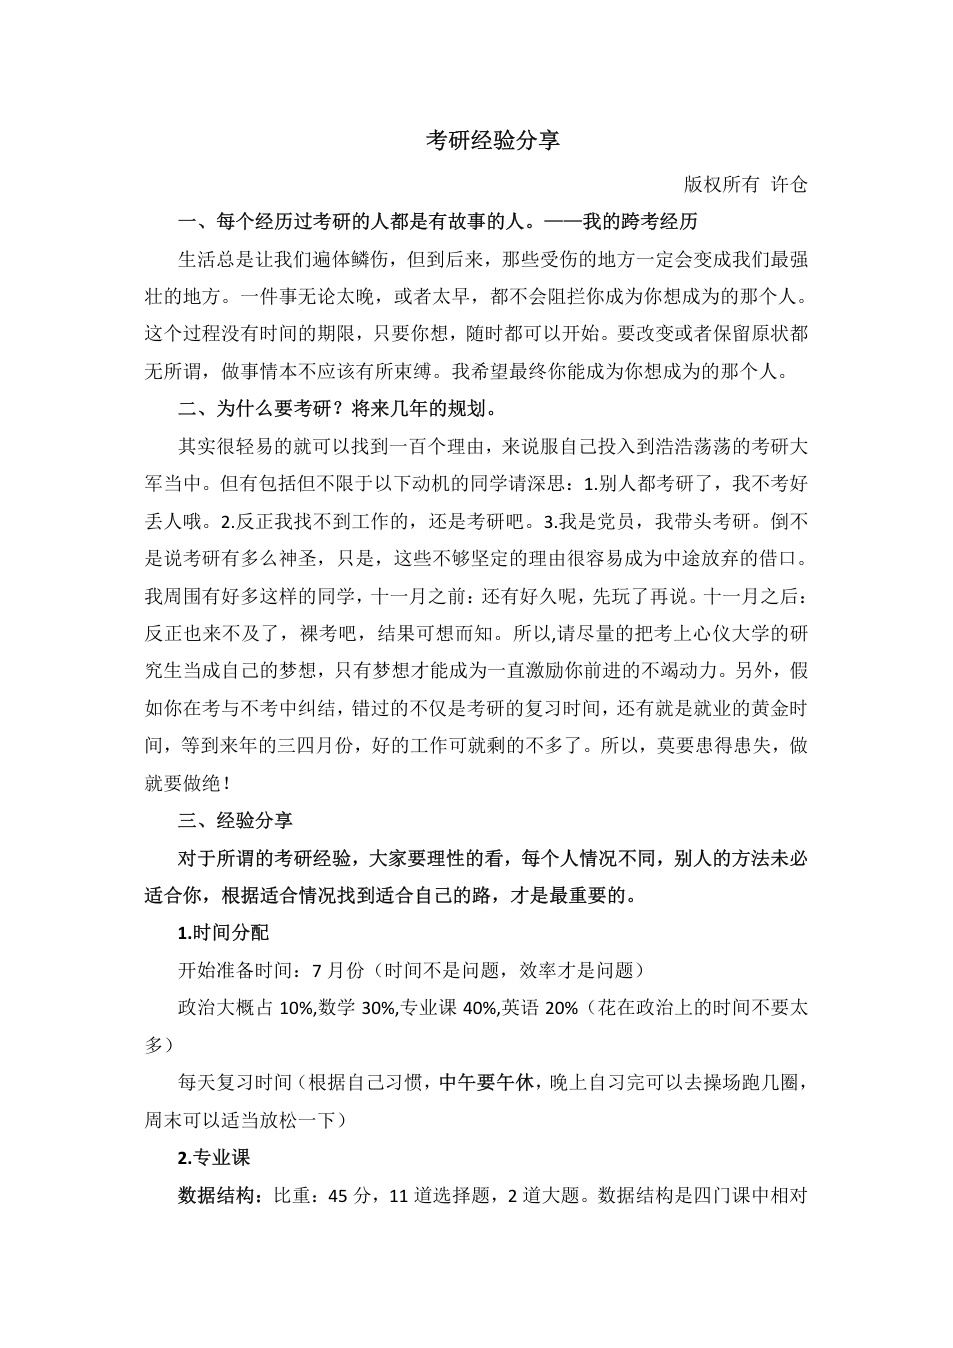 考研经验分享
版权所有 许仓
一、每个经历过考研的人都是有故事的人。——我的跨考经历
生活总是让我们遍体鳞伤，但到后来，那些受伤的地方一定会变成我们最强
壮的地方。一件事无论太晚，或者太早，都不会阻拦你成为你想成为的那个人。
这个过程没有时间的期限，只要你想，随时都可以开始。要改变或者保留原状都
无所谓，做事情本不应该有所束缚。我希望最终你能成为你想成为的那个人。
二、为什么要考研？将来几年的规划。
其实很轻易的就可以找到一百个理由，来说服自己投入到浩浩荡荡的考研大
军当中。但有包括但不限于以下动机的同学请深思：1.别人都考研了，我不考好
丢人哦。2.反正我找不到工作的，还是考研吧。3.我是党员，我带头考研。倒不
是说考研有多么神圣，只是，这些不够坚定的理由很容易成为中途放弃的借口。
我周围有好多这样的同学，十一月之前：还有好久呢，先玩了再说。十一月之后：
反正也来不及了，裸考吧，结果可想而知。所以,请尽量的把考上心仪大学的研
究生当成自己的梦想，只有梦想才能成为一直激励你前进的不竭动力。另外，假
如你在考与不考中纠结，错过的不仅是考研的复习时间，还有就是就业的黄金时
间，等到来年的三四月份，好的工作可就剩的不多了。所以，莫要患得患失，做
就要做绝！
三、经验分享
对于所谓的考研经验，大家要理性的看，每个人情况不同，别人的方法未必
适合你，根据适合情况找到适合自己的路，才是最重要的。
1.时间分配
开始准备时间：7 月份（时间不是问题，效率才是问题）
政治大概占 10%,数学 30%,专业课 40%,英语 20%（花在政治上的时间不要太
多）
每天复习时间（根据自己习惯，中午要午休，晚上自习完可以去操场跑几圈，
周末可以适当放松一下）
2.专业课
数据结构：比重：45 分，11 道选择题，2 道大题。数据结构是四门课中相对